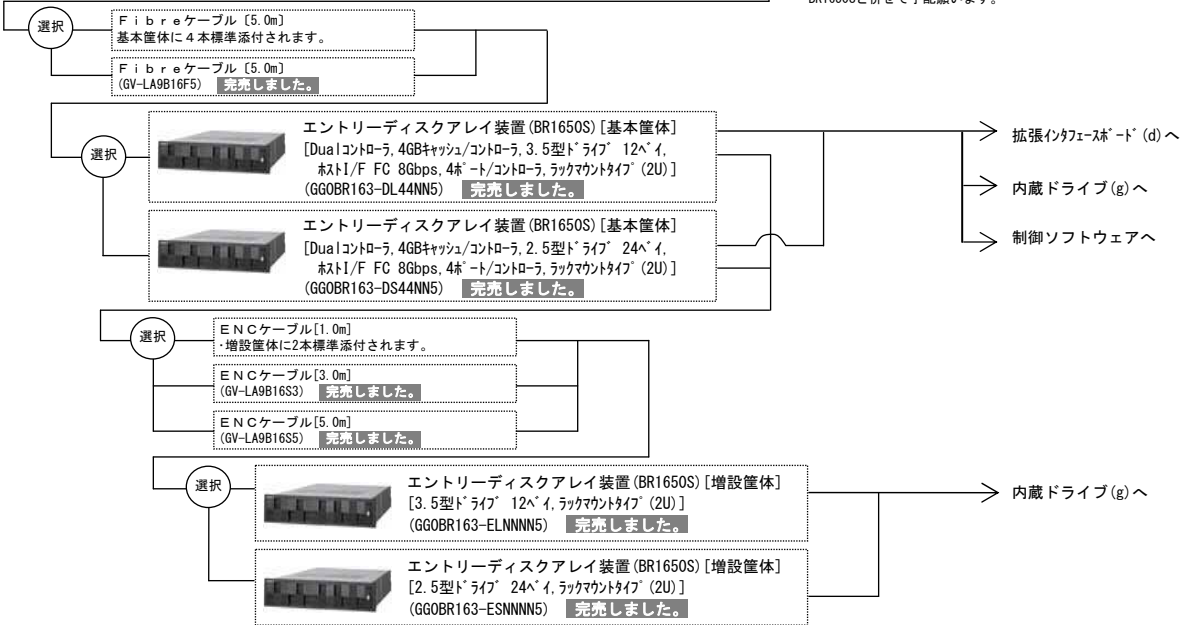 BR1650Sと併せて手配願います。
選択
Ｆｉｂｒｅケーブル〔5.0m〕
基本筐体に４本標準添付されます。
Ｆｉｂｒｅケーブル〔5.0m〕
(GV-LA9B16F5) 完売しました。
選択
エントリーディスクアレイ装置(BR1650S)[基本筐体]
[Dualコントローラ,4GBキャッシュ/コントローラ,3.5型ﾄﾞﾗｲﾌﾞ 12ﾍﾞｲ,
ホストI/F FC 8Gbps,4ﾎﾟｰﾄ/コントローラ,ラックマウントタイプ(2U)]
(GG0BR163-DL44NN5) 完売しました。
エントリーディスクアレイ装置(BR1650S)[基本筐体]
[Dualコントローラ,4GBキャッシュ/コントローラ,2.5型ﾄﾞﾗｲﾌﾞ 24ﾍﾞｲ,
ホストI/F FC 8Gbps,4ﾎﾟｰﾄ/コントローラ,ラックマウントタイプ(2U)]
(GG0BR163-DS44NN5) 完売しました。
拡張ｲﾝﾀﾌｪｰｽﾎﾞｰﾄﾞ(d)へ
内蔵ドライブ(g)へ
制御ソフトウェアへ
選択
ＥＮＣケーブル[1.0m]
・増設筐体に2本標準添付されます。
ＥＮＣケーブル[3.0m]
(GV-LA9B16S3) 完売しました。
ＥＮＣケーブル[5.0m]
(GV-LA9B16S5) 完売しました。
選択
エントリーディスクアレイ装置(BR1650S)[増設筐体]
[3.5型ﾄﾞﾗｲﾌﾞ 12ﾍﾞｲ,ラックマウントタイプ(2U)]
(GG0BR163-ELNNNN5) 完売しました。
エントリーディスクアレイ装置(BR1650S)[増設筐体]
[2.5型ﾄﾞﾗｲﾌﾞ 24ﾍﾞｲ,ラックマウントタイプ(2U)]
(GG0BR163-ESNNNN5) 完売しました。
内蔵ドライブ(g)へ